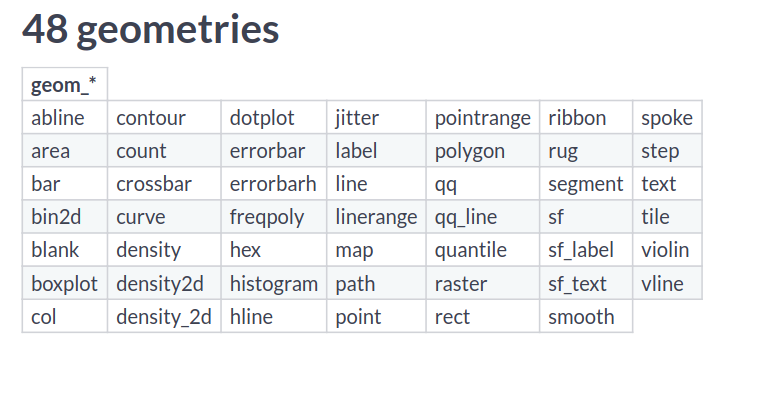 48 geometries
geom_*
abline contour dotplot jitter pointrange ribbon spoke
area count errorbar label polygon rug step
bar crossbar errorbarh line qq segment text
bin2d curve freqpoly linerange qq_line sf tile
blank density hex map quantile sf_label violin
boxplot density2d histogram path raster sf_text vline
col density_2d hline point rect smooth